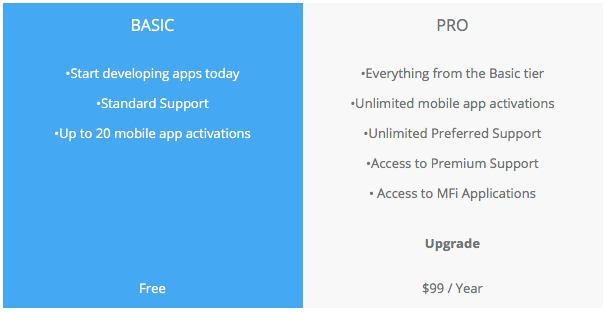 BASIC
•Start developing apps today
•Standard Support
•Up to 20 mobile app activations
Free
PRO
•Everything from the Basic tier
•Unlimited mobile app activations
•Unlimited Preferred Support
•Access to Premium Support
• Access to MFi Applications
Upgrade
$99 / Year